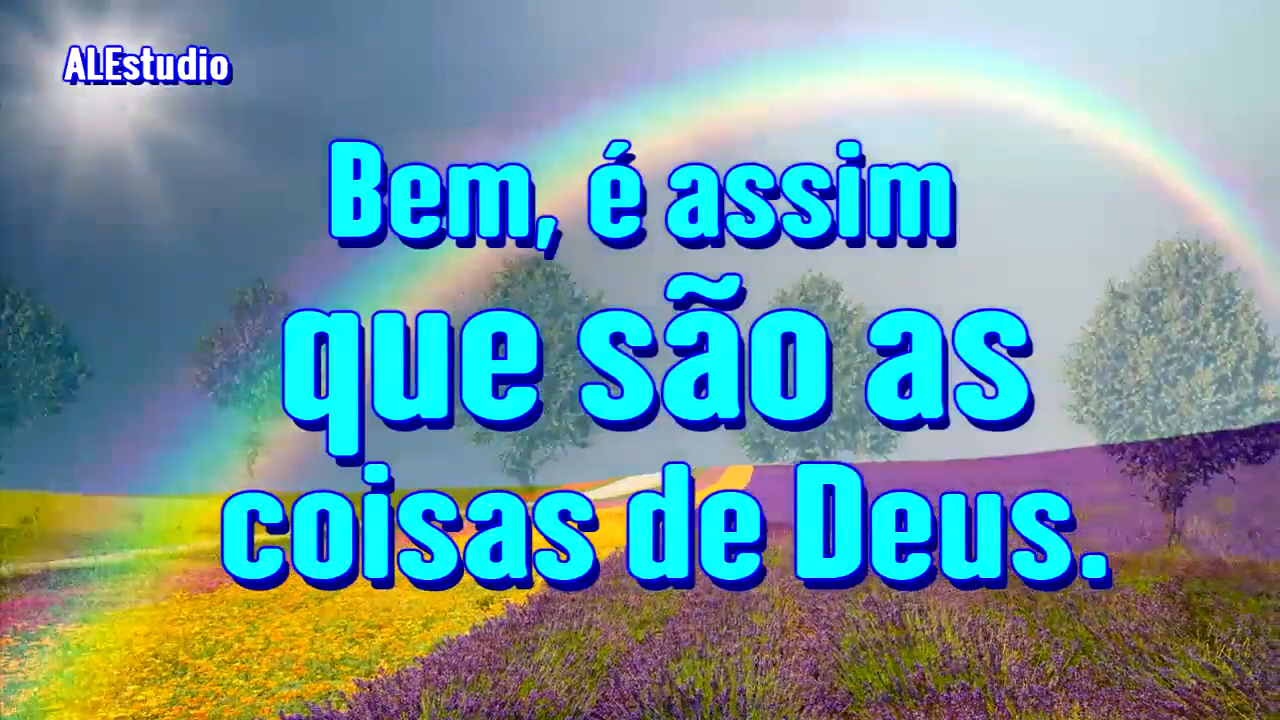 ALEstudio
Bem, é assim
que são as
coisas de Deus.